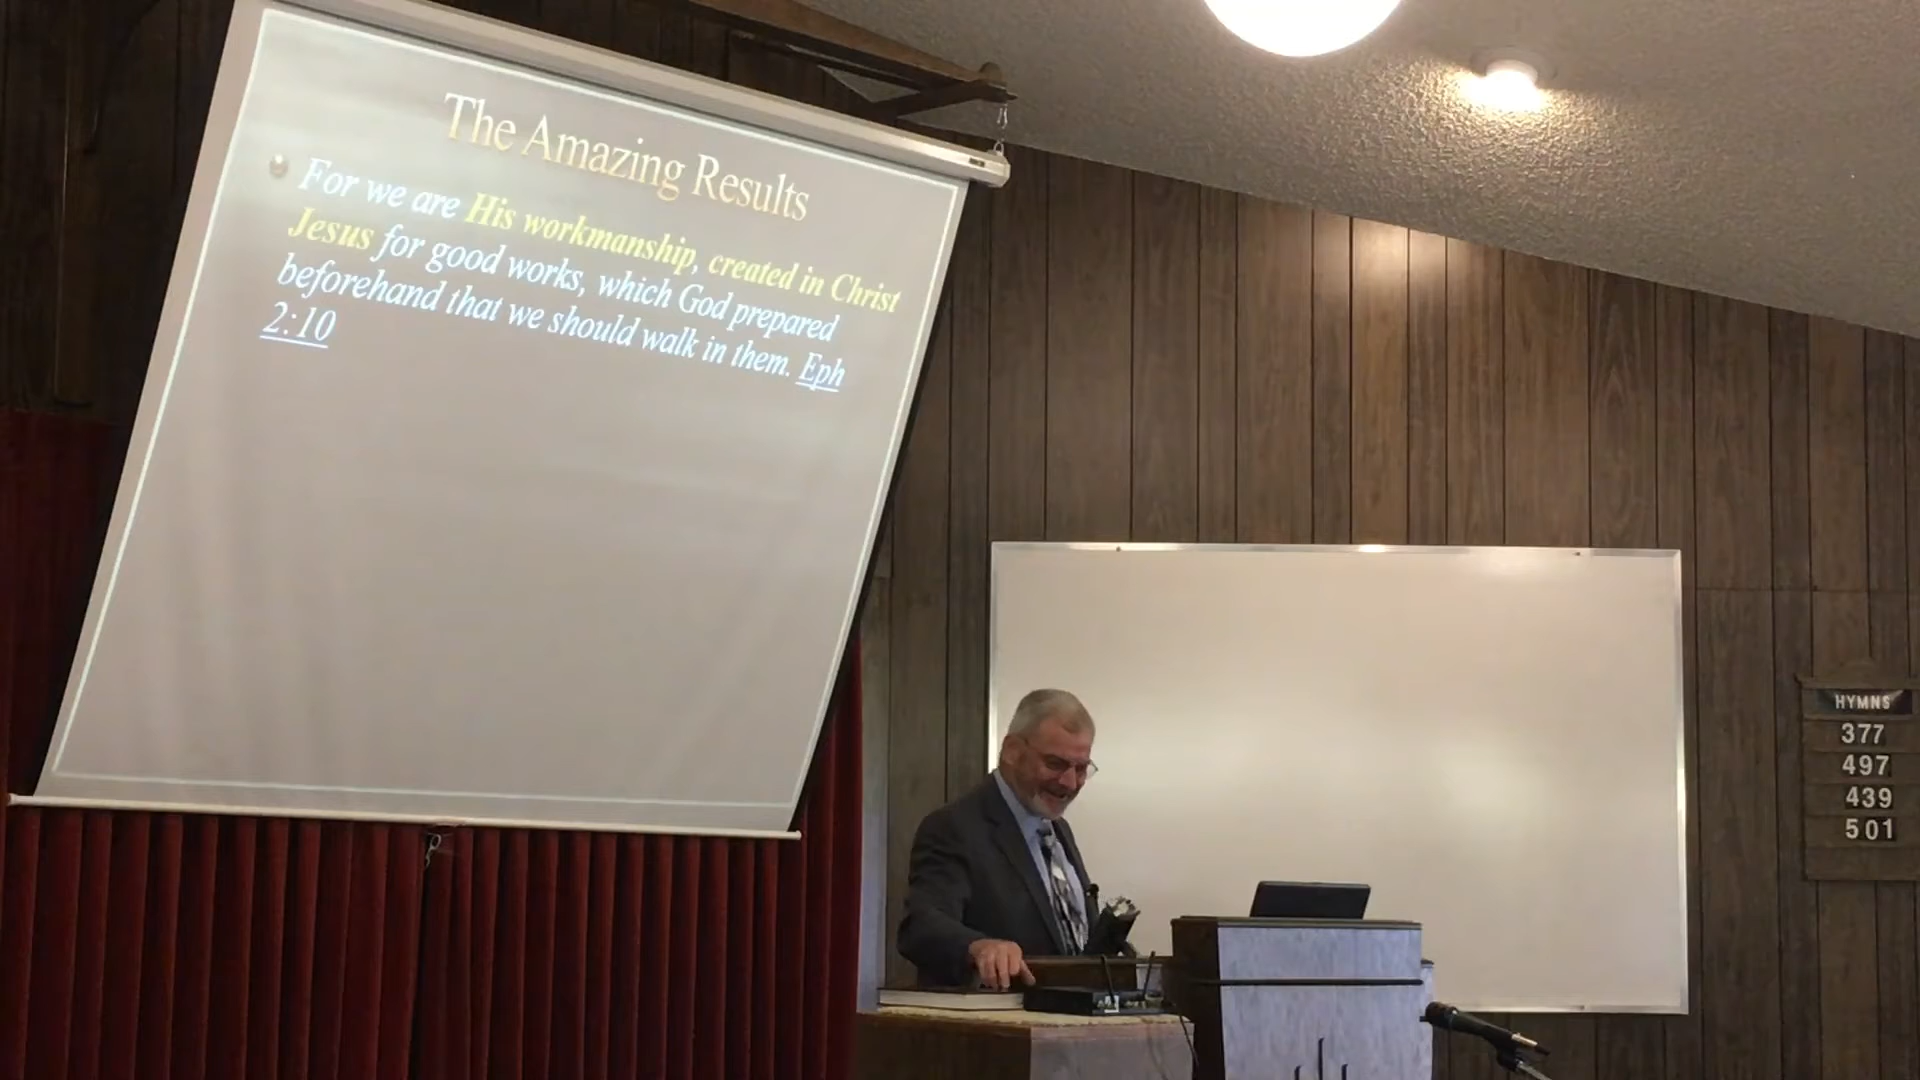 The Amazing Results
For we are His workmanship, created in Christ
Jesus for good works, which God prepared
beforehand that we should walk in them. Eph
2:10
HYMNS
377
497
439
501